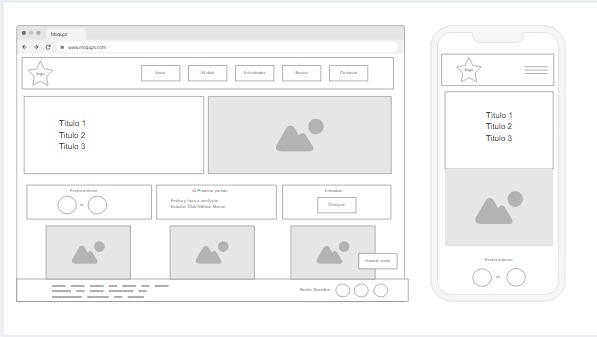 Moqups
www.moqups.com
logo
Inicio
El club
Actividades
Socios
Contacto
Titulo 1
Titulo 2
Titulo 3
Fecha anterior
vs
El Proximo partido
Fecha y hora a confirmar:
Estadio: Club Atlético Monte
Entradas
Comprar
Hacerte socio
Redes Sociales
logo
Titulo 1
Titulo 2
Titulo 3
Fecha anterior
vs